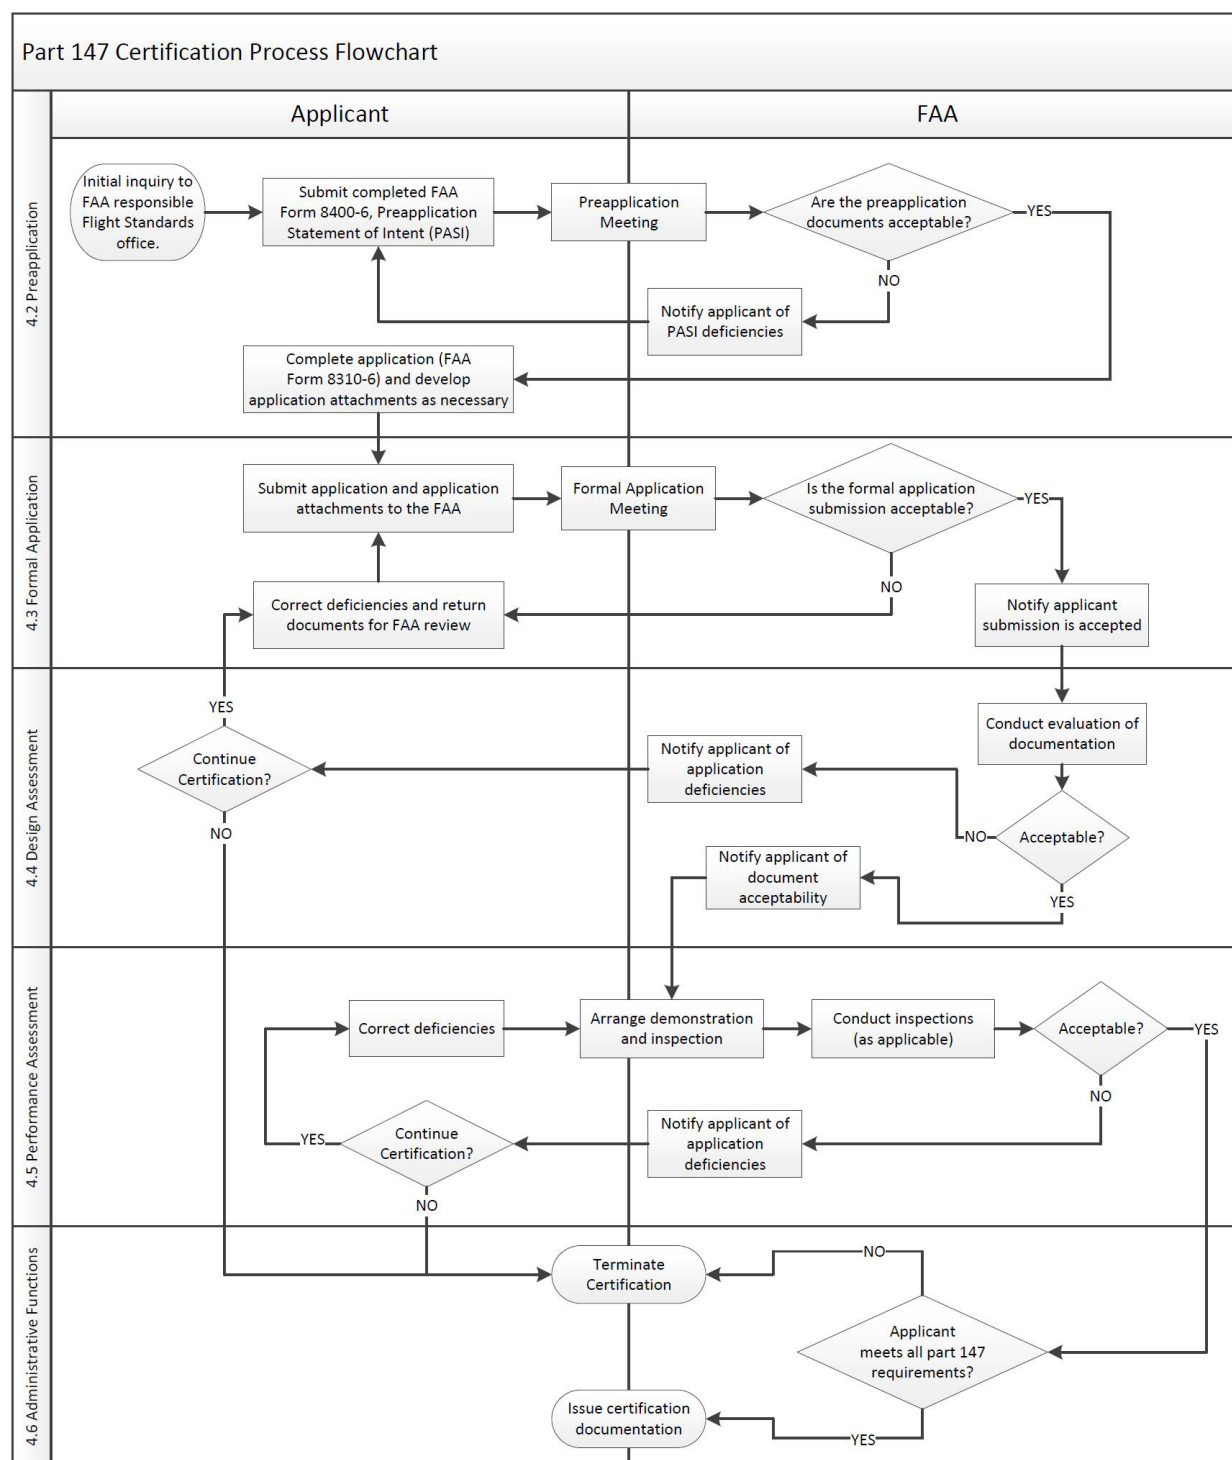 Part 147 Certification Process Flowchart
Applicant
FAA
4.2 Preapplication
Initial inquiry to
FAA responsible
Flight Standards
office.
Submit completed FAA
Form 8400-6, Preapplication
Statement of Intent (PASI)
Preapplication
Meeting
Are the preapplication
documents acceptable?
YES
NO
Notify applicant of
PASI deficiencies
Complete application (FAA
Form 8310-6) and develop
application attachments as necessary
4.3 Formal Application
Submit application and application
attachments to the FAA
Formal Application
Meeting
Is the formal application
submission acceptable?
YES
NO
Correct deficiencies and return
documents for FAA review
Notify applicant
submission is accepted
4.4 Design Assessment
YES
Continue
Certification?
NO
Notify applicant of
application
deficiencies
Conduct evaluation of
documentation
NO
Acceptable?
YES
Notify applicant of
document
acceptability
4.5 Performance Assessment
Correct deficiencies
Arrange demonstration
and inspection
Conduct inspections
(as applicable)
Acceptable?
YES
NO
YES
Continue
Certification?
NO
Notify applicant of
application
deficiencies
4.6 Administrative Functions
Terminate
Certification
NO
Applicant
meets all part 147
requirements?
YES
Issue certification
documentation